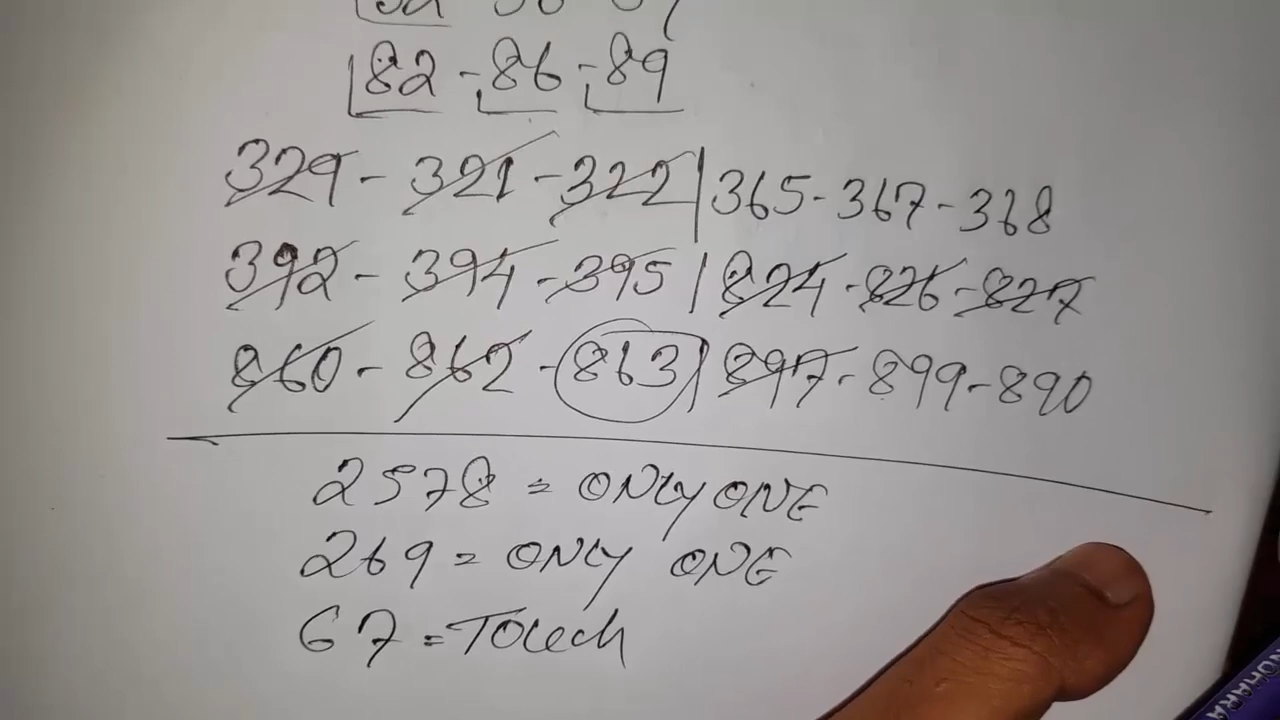 82 - 86 - 89
329 - 321 - 322 | 365 - 367 - 368
392 - 394 - 395 | 824 - 826 - 827
860 - 862 - 863 | 897 - 899 - 890
2578 = ONLY ONE
269 = ONLY ONE
67 = Touch